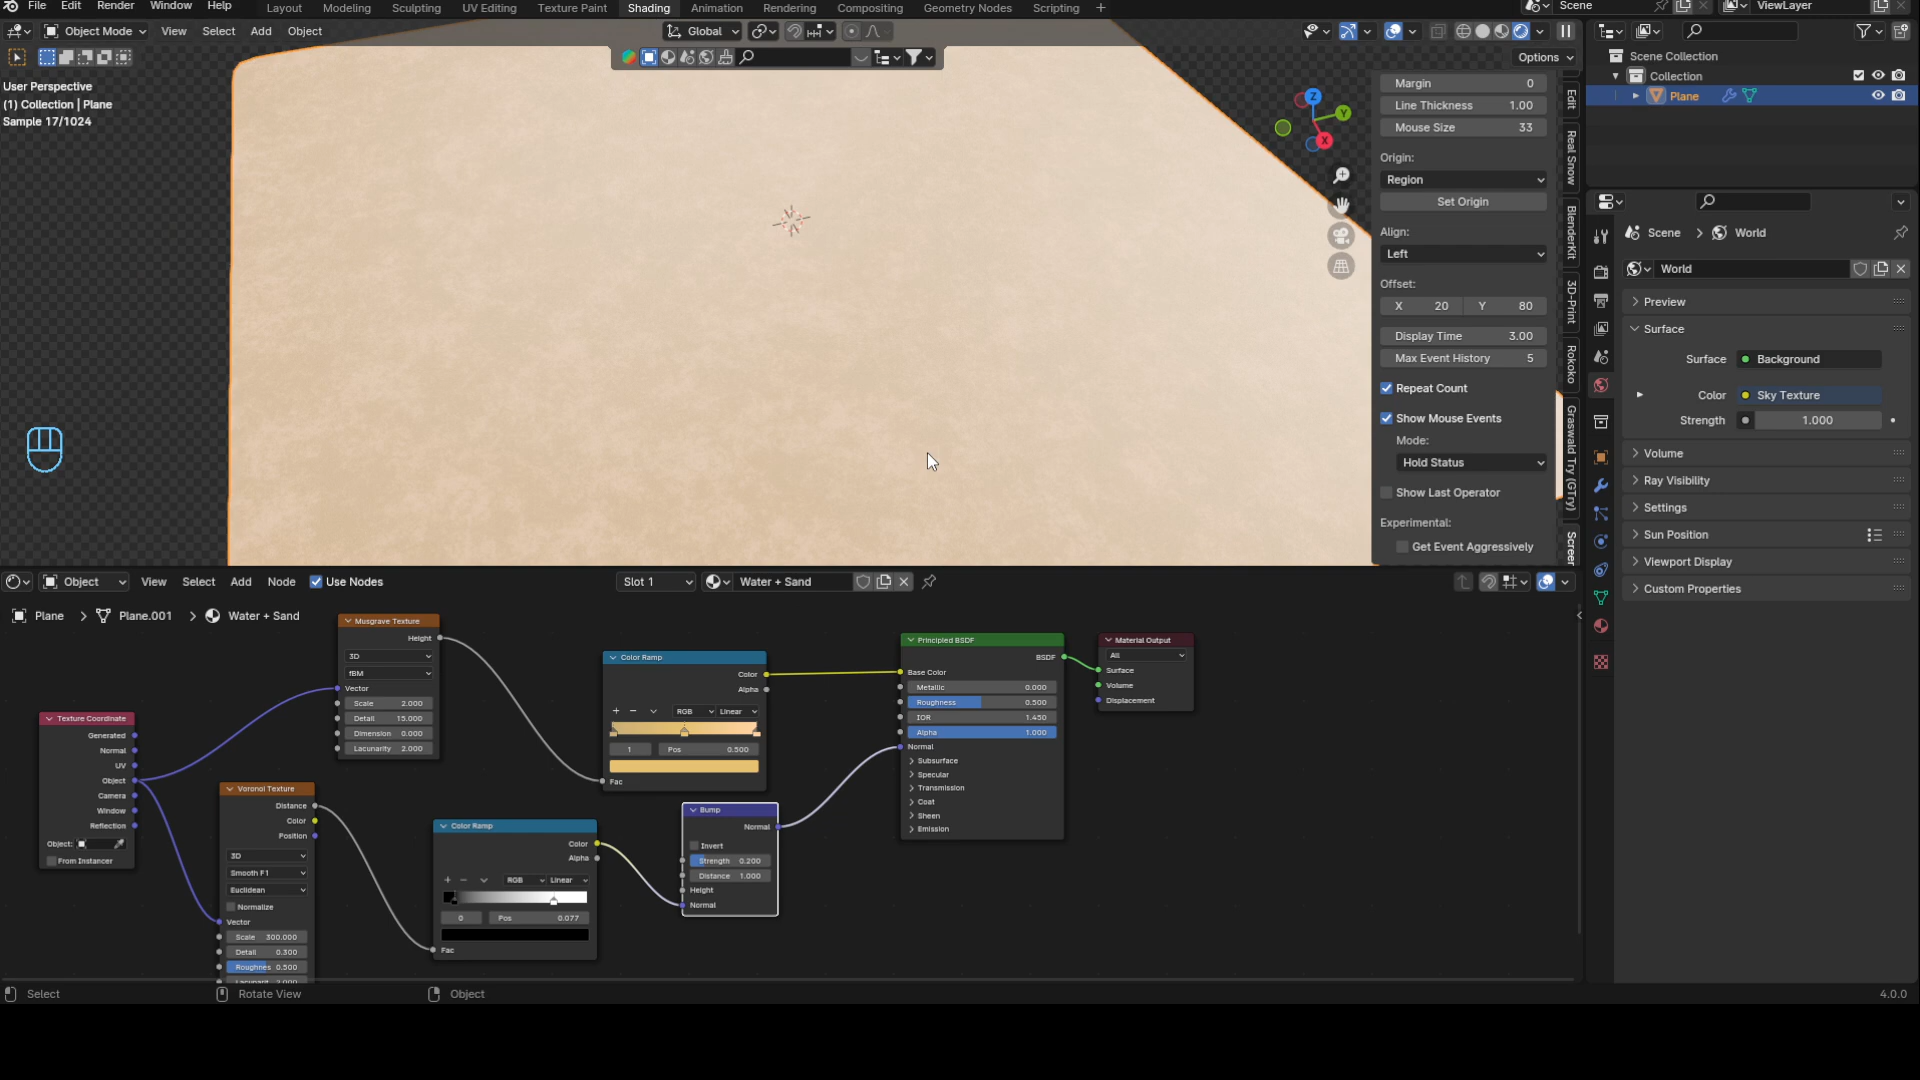 File Edit Render Window Help Layout Modeling Sculpting UV Editing Texture Paint Shading Animation Rendering Compositing Geometry Nodes Scripting + Scene ViewLayer
Object Mode View Select Add Object Global
Options
User Perspective
(1) Collection | Plane
Sample 17/1024
Margin 0
Line Thickness 1.00
Mouse Size 33
Origin:
Region
Set Origin
Align:
Left
Offset:
X 20 Y 80
Display Time 3.00
Max Event History 5
Repeat Count
Show Mouse Events
Mode:
Hold Status
Show Last Operator
Experimental:
Get Event Aggressively
Edit
Real Snow
BlenderKit
3D-Print
Rokoko
Graswald Try (GTry)
Screer
Z
Y
X
Scene Collection
Collection
Plane
Scene > World
World
Preview
Surface
Surface Background
Color Sky Texture
Strength 1.000
Volume
Ray Visibility
Settings
Sun Position
Viewport Display
Custom Properties
Object View Select Add Node Use Nodes Slot 1 Water + Sand
Plane > Plane.001 > Water + Sand
Texture Coordinate
Generated
Normal
UV
Object
Camera
Window
Reflection
Object:
From Instancer
Musgrave Texture
Height
3D
fBM
Vector
Scale 2.000
Detail 15.000
Dimension 0.000
Lacunarity 2.000
Voronoi Texture
Distance
Color
Position
3D
Smooth F1
Euclidean
Normalize
Vector
Scale 300.000
Detail 0.300
Roughnes 0.500
Color Ramp
Color
Alpha
+ − RGB Linear
1 Pos 0.500
Fac
Color Ramp
Color
Alpha
+ − RGB Linear
0 Pos 0.077
Fac
Bump
Normal
Invert
Strength 0.200
Distance 1.000
Height
Normal
Principled BSDF
BSDF
Base Color
Metallic 0.000
Roughness 0.500
IOR 1.450
Alpha 1.000
Normal
Subsurface
Specular
Transmission
Coat
Sheen
Emission
Material Output
All
Surface
Volume
Displacement
Select Rotate View Object 4.0.0